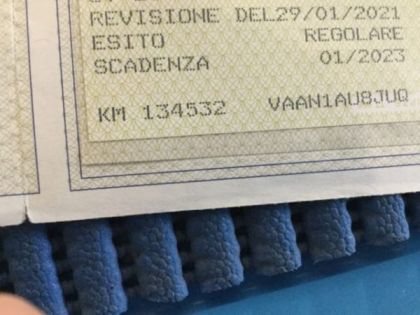 REVISIONE DEL29/01/2021
ESITO REGOLARE
SCADENZA 01/2023
KM 134532 VAAN1AU8JUQ